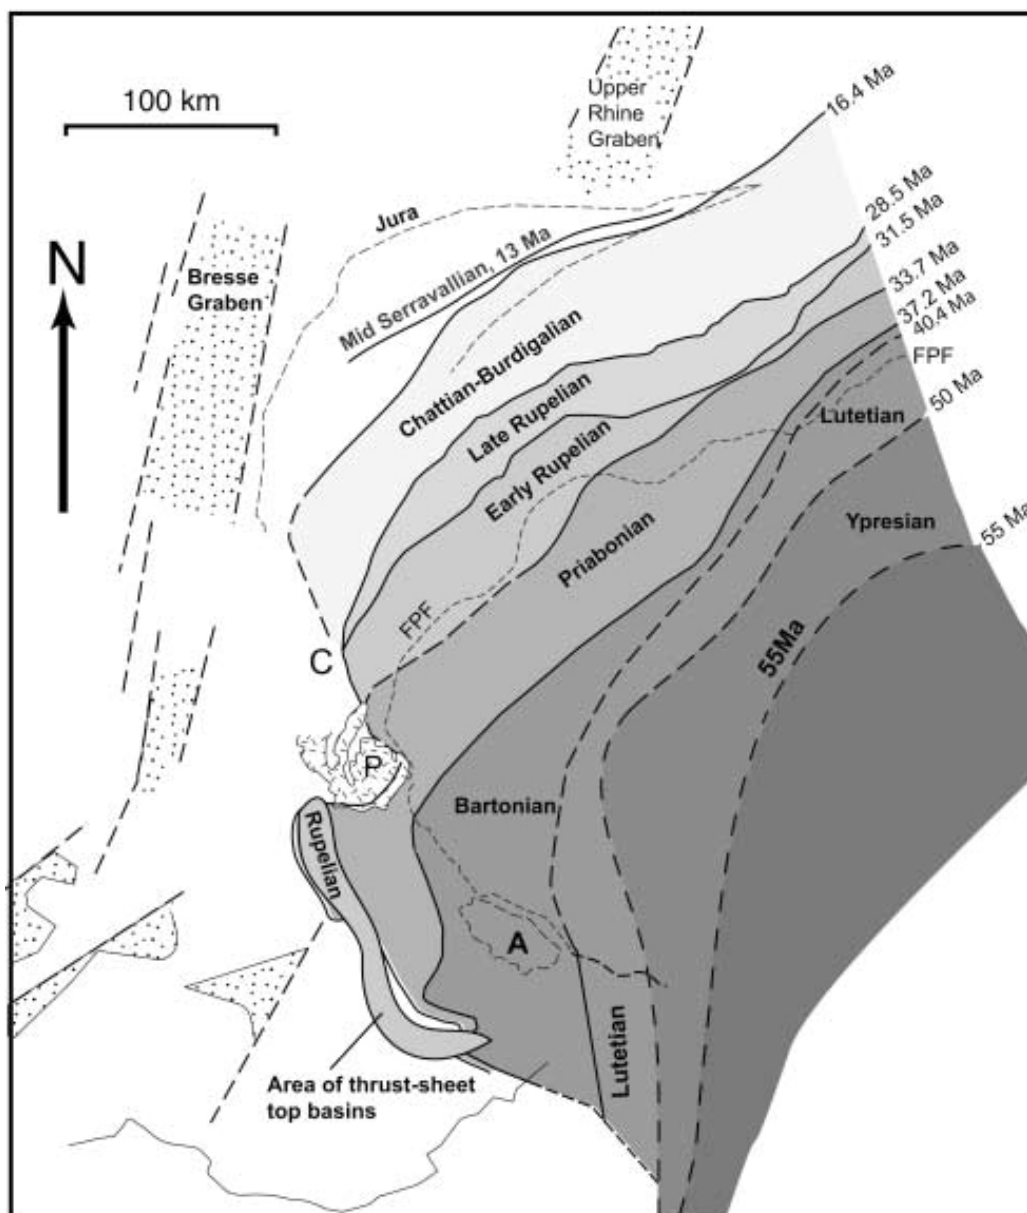 100 km
Upper
Rhine
Graben
16.4 Ma
28.5 Ma
31.5 Ma
33.7 Ma
37.2 Ma
40.4 Ma
FPF
50 Ma
55 Ma
N
Jura
Mid Serravallian, 13 Ma
Bresse
Graben
Chattian-Burdigalian
Late Rupelian
Early Rupelian
Lutetian
Ypresian
Priabonian
FPF
55Ma
C
P
Bartonian
Rupelian
A
Lutetian
Area of thrust-sheet
top basins